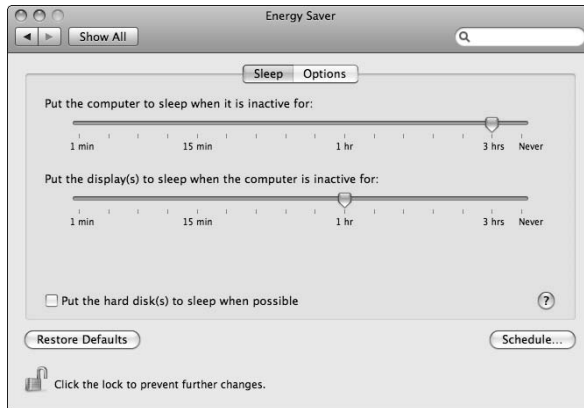 Energy Saver
Show All
Sleep Options
Put the computer to sleep when it is inactive for:
1 min 15 min 1 hr 3 hrs Never
Put the display(s) to sleep when the computer is inactive for:
1 min 15 min 1 hr 3 hrs Never
Put the hard disk(s) to sleep when possible ?
Restore Defaults Schedule...
Click the lock to prevent further changes.